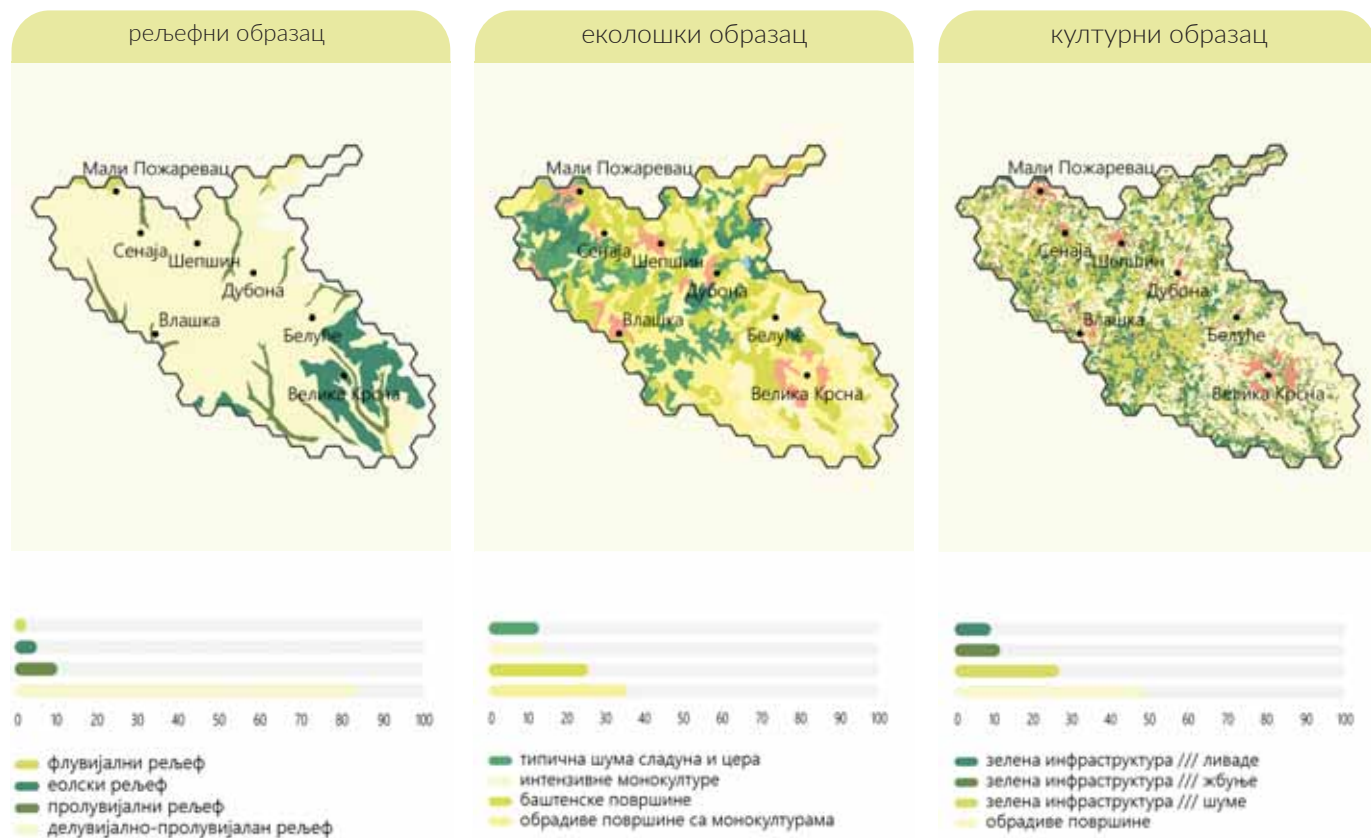 рељефни образац
Мали Пожаревац
Сенаја
Шепшин
Дубона
Влашка
Белуће
Велика Крсна
0 10 20 30 40 50 60 70 80 90 100
флувијални рељеф
еолски рељеф
пролувијални рељеф
делувијално-пролувијалан рељеф
еколошки образац
Мали Пожаревац
Сенаја
Шепшин
Дубона
Влашка
Белуће
Велика Крсна
0 10 20 30 40 50 60 70 80 90 100
типична шума сладуна и цера
интензивне монокултуре
баштенске површине
обрадиве површине са монокултурама
културни образац
Мали Пожаревац
Сенаја
Шепшин
Дубона
Влашка
Белуће
Велика Крсна
0 10 20 30 40 50 60 70 80 90 100
зелена инфраструктура /// ливаде
зелена инфраструктура /// жбуње
зелена инфраструктура /// шуме
обрадиве површине